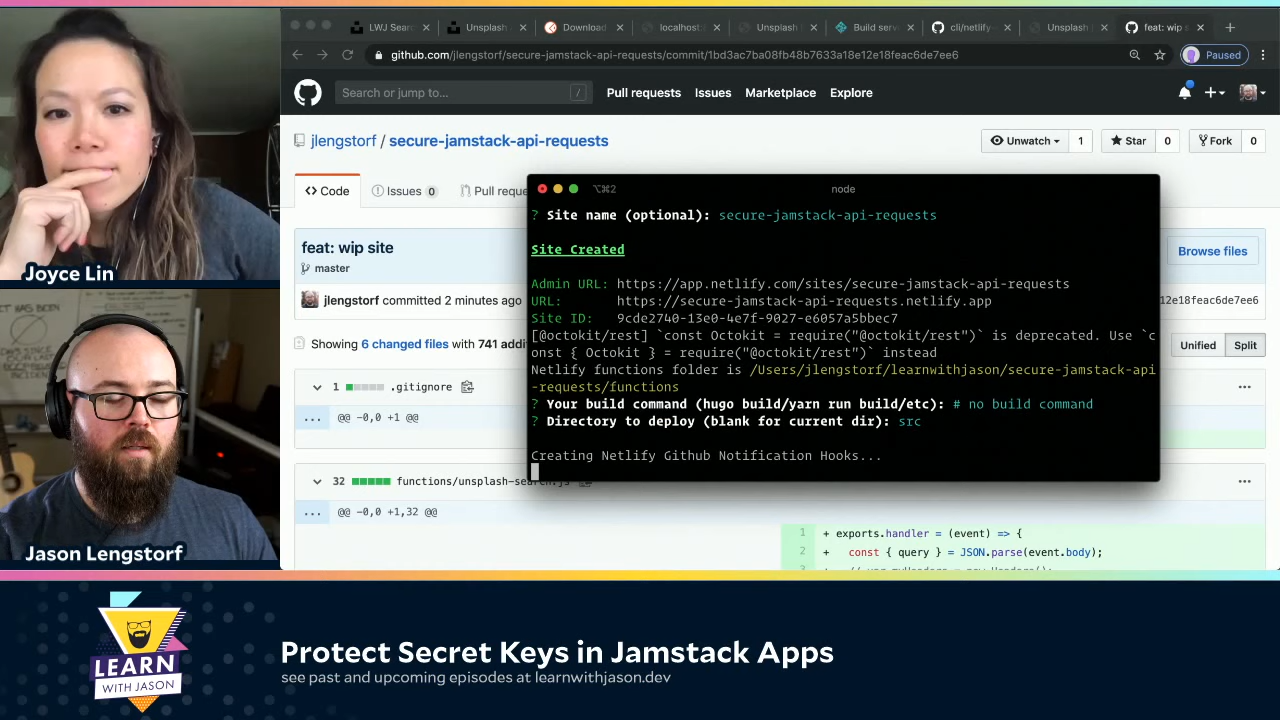 Joyce Lin
Jason Lengstorf
LWJ Sear
Unsplash
Download
localhost:
Unsplash
Build serv
cli/netlify
Unsplash
feat: wip s
github.com/jlengstorf/secure-jamstack-api-requests/commit/1bd3ac7ba08fb48b7633a18e12e18feac6de7ee6
Paused
Search or jump to...
/
Pull requests
Issues
Marketplace
Explore
jlengstorf / secure-jamstack-api-requests
Unwatch
1
Star
0
Fork
0
Code
Issues 0
Pull reque
feat: wip site
master
Browse files
jlengstorf committed 2 minutes ago
12e18feac6de7ee6
Showing 6 changed files with 741 addi
Unified
Split
1
.gitignore
...
@@ -0,0 +1 @@
32
functions/unsplash-search.js
...
@@ -0,0 +1,32 @@
1
+ exports.handler = (event) => {
2
+ const { query } = JSON.parse(event.body);
3
⌥⌘2
node
? Site name (optional): secure-jamstack-api-requests
Site Created
Admin URL: https://app.netlify.com/sites/secure-jamstack-api-requests
URL: https://secure-jamstack-api-requests.netlify.app
Site ID: 9cde2740-13e0-4e7f-9027-e6057a5bbec7
[@octokit/rest] `const Octokit = require("@octokit/rest")` is deprecated. Use `c
onst { Octokit } = require("@octokit/rest")` instead
Netlify functions folder is /Users/jlengstorf/learnwithjason/secure-jamstack-api
-requests/functions
? Your build command (hugo build/yarn run build/etc): # no build command
? Directory to deploy (blank for current dir): src
Creating Netlify Github Notification Hooks...
LEARN
WITH JASON
Protect Secret Keys in Jamstack Apps
see past and upcoming episodes at learnwithjason.dev